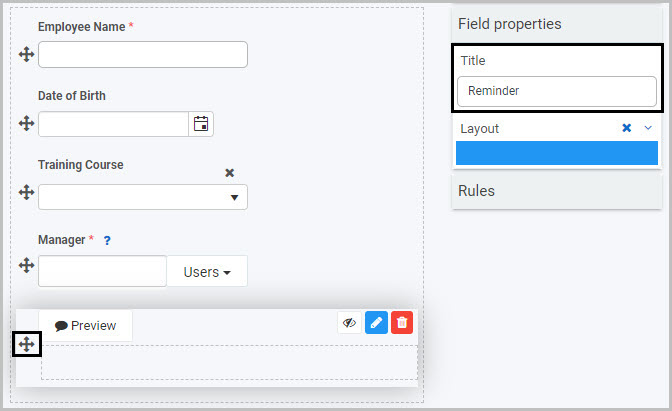 Employee Name *
Date of Birth
Training Course
Manager * ?
Users
Preview
Field properties
Title
Reminder
Layout
Rules